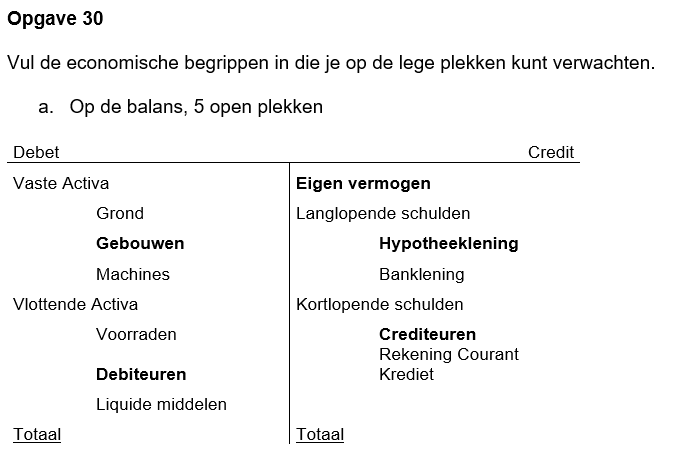 Opgave 30
Vul de economische begrippen in die je op de lege plekken kunt verwachten.
a. Op de balans, 5 open plekken
Debet Credit
Vaste Activa Eigen vermogen
Grond Langlopende schulden
Gebouwen Hypotheeklening
Machines Banklening
Vlottende Activa Kortlopende schulden
Voorraden Crediteuren
Rekening Courant
Debiteuren Krediet
Liquide middelen
Totaal Totaal